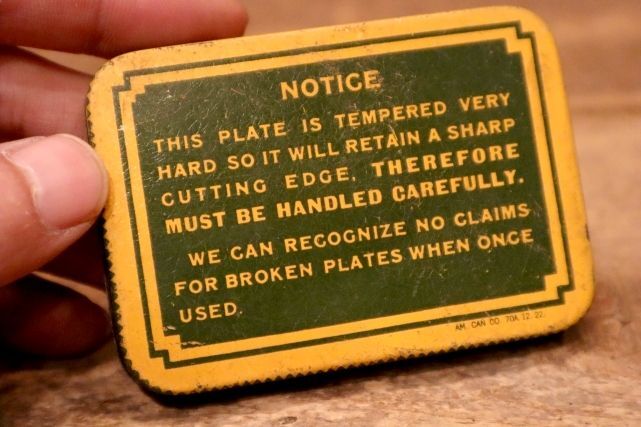 NOTICE
THIS PLATE IS TEMPERED VERY
HARD SO IT WILL RETAIN A SHARP
CUTTING EDGE, THEREFORE
MUST BE HANDLED CAREFULLY.
WE CAN RECOGNIZE NO CLAIMS
FOR BROKEN PLATES WHEN ONCE
USED.
AM. CAN CO. 70A 12.22.